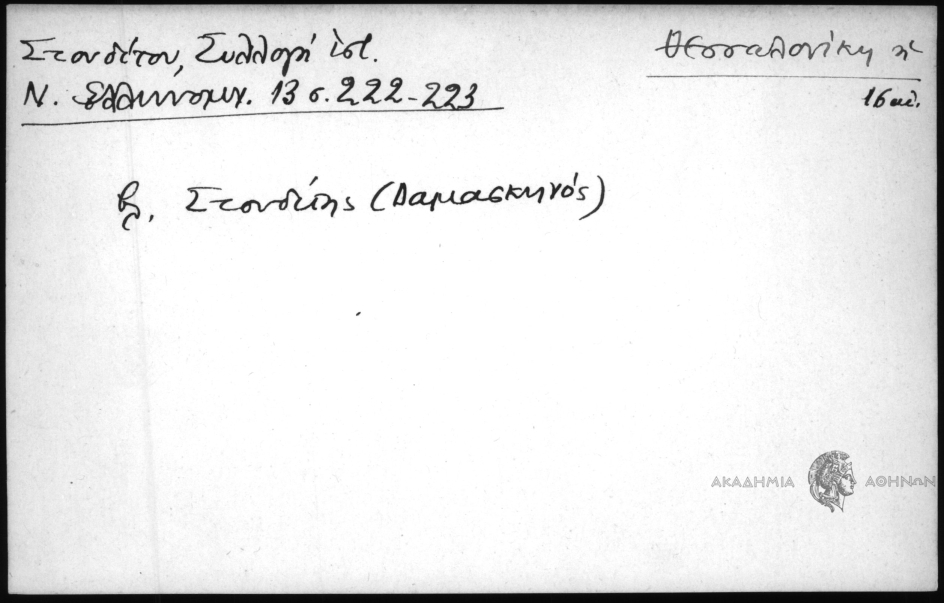 Στουδίτου, Συλλογή ἱστ.
Θεσσαλονίκη ἡ
Ν. Ἑλληνομν. 13 σ. 222-223
16 αἰ.
βλ. Στουδίτης (Δαμασκηνός)
ΑΚΑΔΗΜΙΑ ΑΘΗΝΩΝ